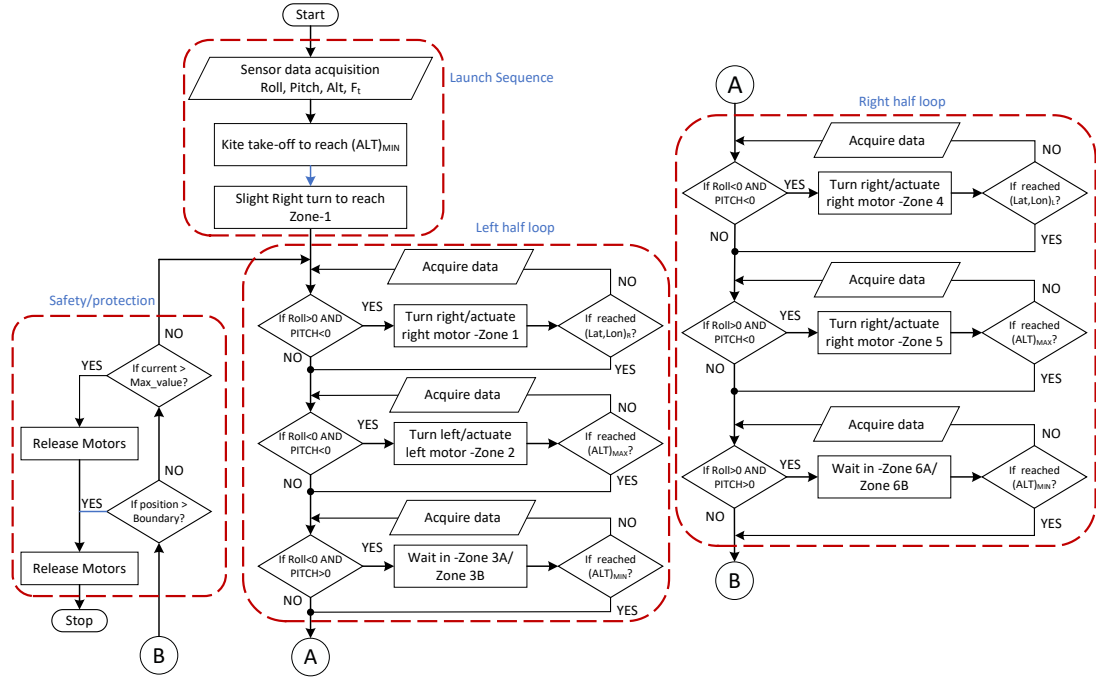 Start
Sensor data acquisition
Roll, Pitch, Alt, Ft
Launch Sequence
Kite take-off to reach (ALT)MIN
Slight Right turn to reach
Zone-1
Left half loop
Acquire data
NO
If Roll>0 AND
PITCH<0
YES
Turn right/actuate
right motor -Zone 1
If reached
(Lat,Lon)R?
NO
YES
Acquire data
NO
If Roll<0 AND
PITCH<0
YES
Turn left/actuate
left motor -Zone 2
If reached
(ALT)MAX?
NO
YES
Acquire data
NO
If Roll<0 AND
PITCH>0
YES
Wait in -Zone 3A/
Zone 3B
If reached
(ALT)MIN?
NO
YES
A
Safety/protection
NO
YES
If current >
Max_value?
Release Motors
NO
YES
If position >
Boundary?
Release Motors
Stop
B
A
Right half loop
Acquire data
NO
If Roll<0 AND
PITCH<0
YES
Turn right/actuate
right motor -Zone 4
If reached
(Lat,Lon)L?
NO
YES
Acquire data
NO
If Roll>0 AND
PITCH<0
YES
Turn right/actuate
right motor -Zone 5
If reached
(ALT)MAX?
NO
YES
Acquire data
NO
If Roll>0 AND
PITCH>0
YES
Wait in -Zone 6A/
Zone 6B
If reached
(ALT)MIN?
NO
YES
B